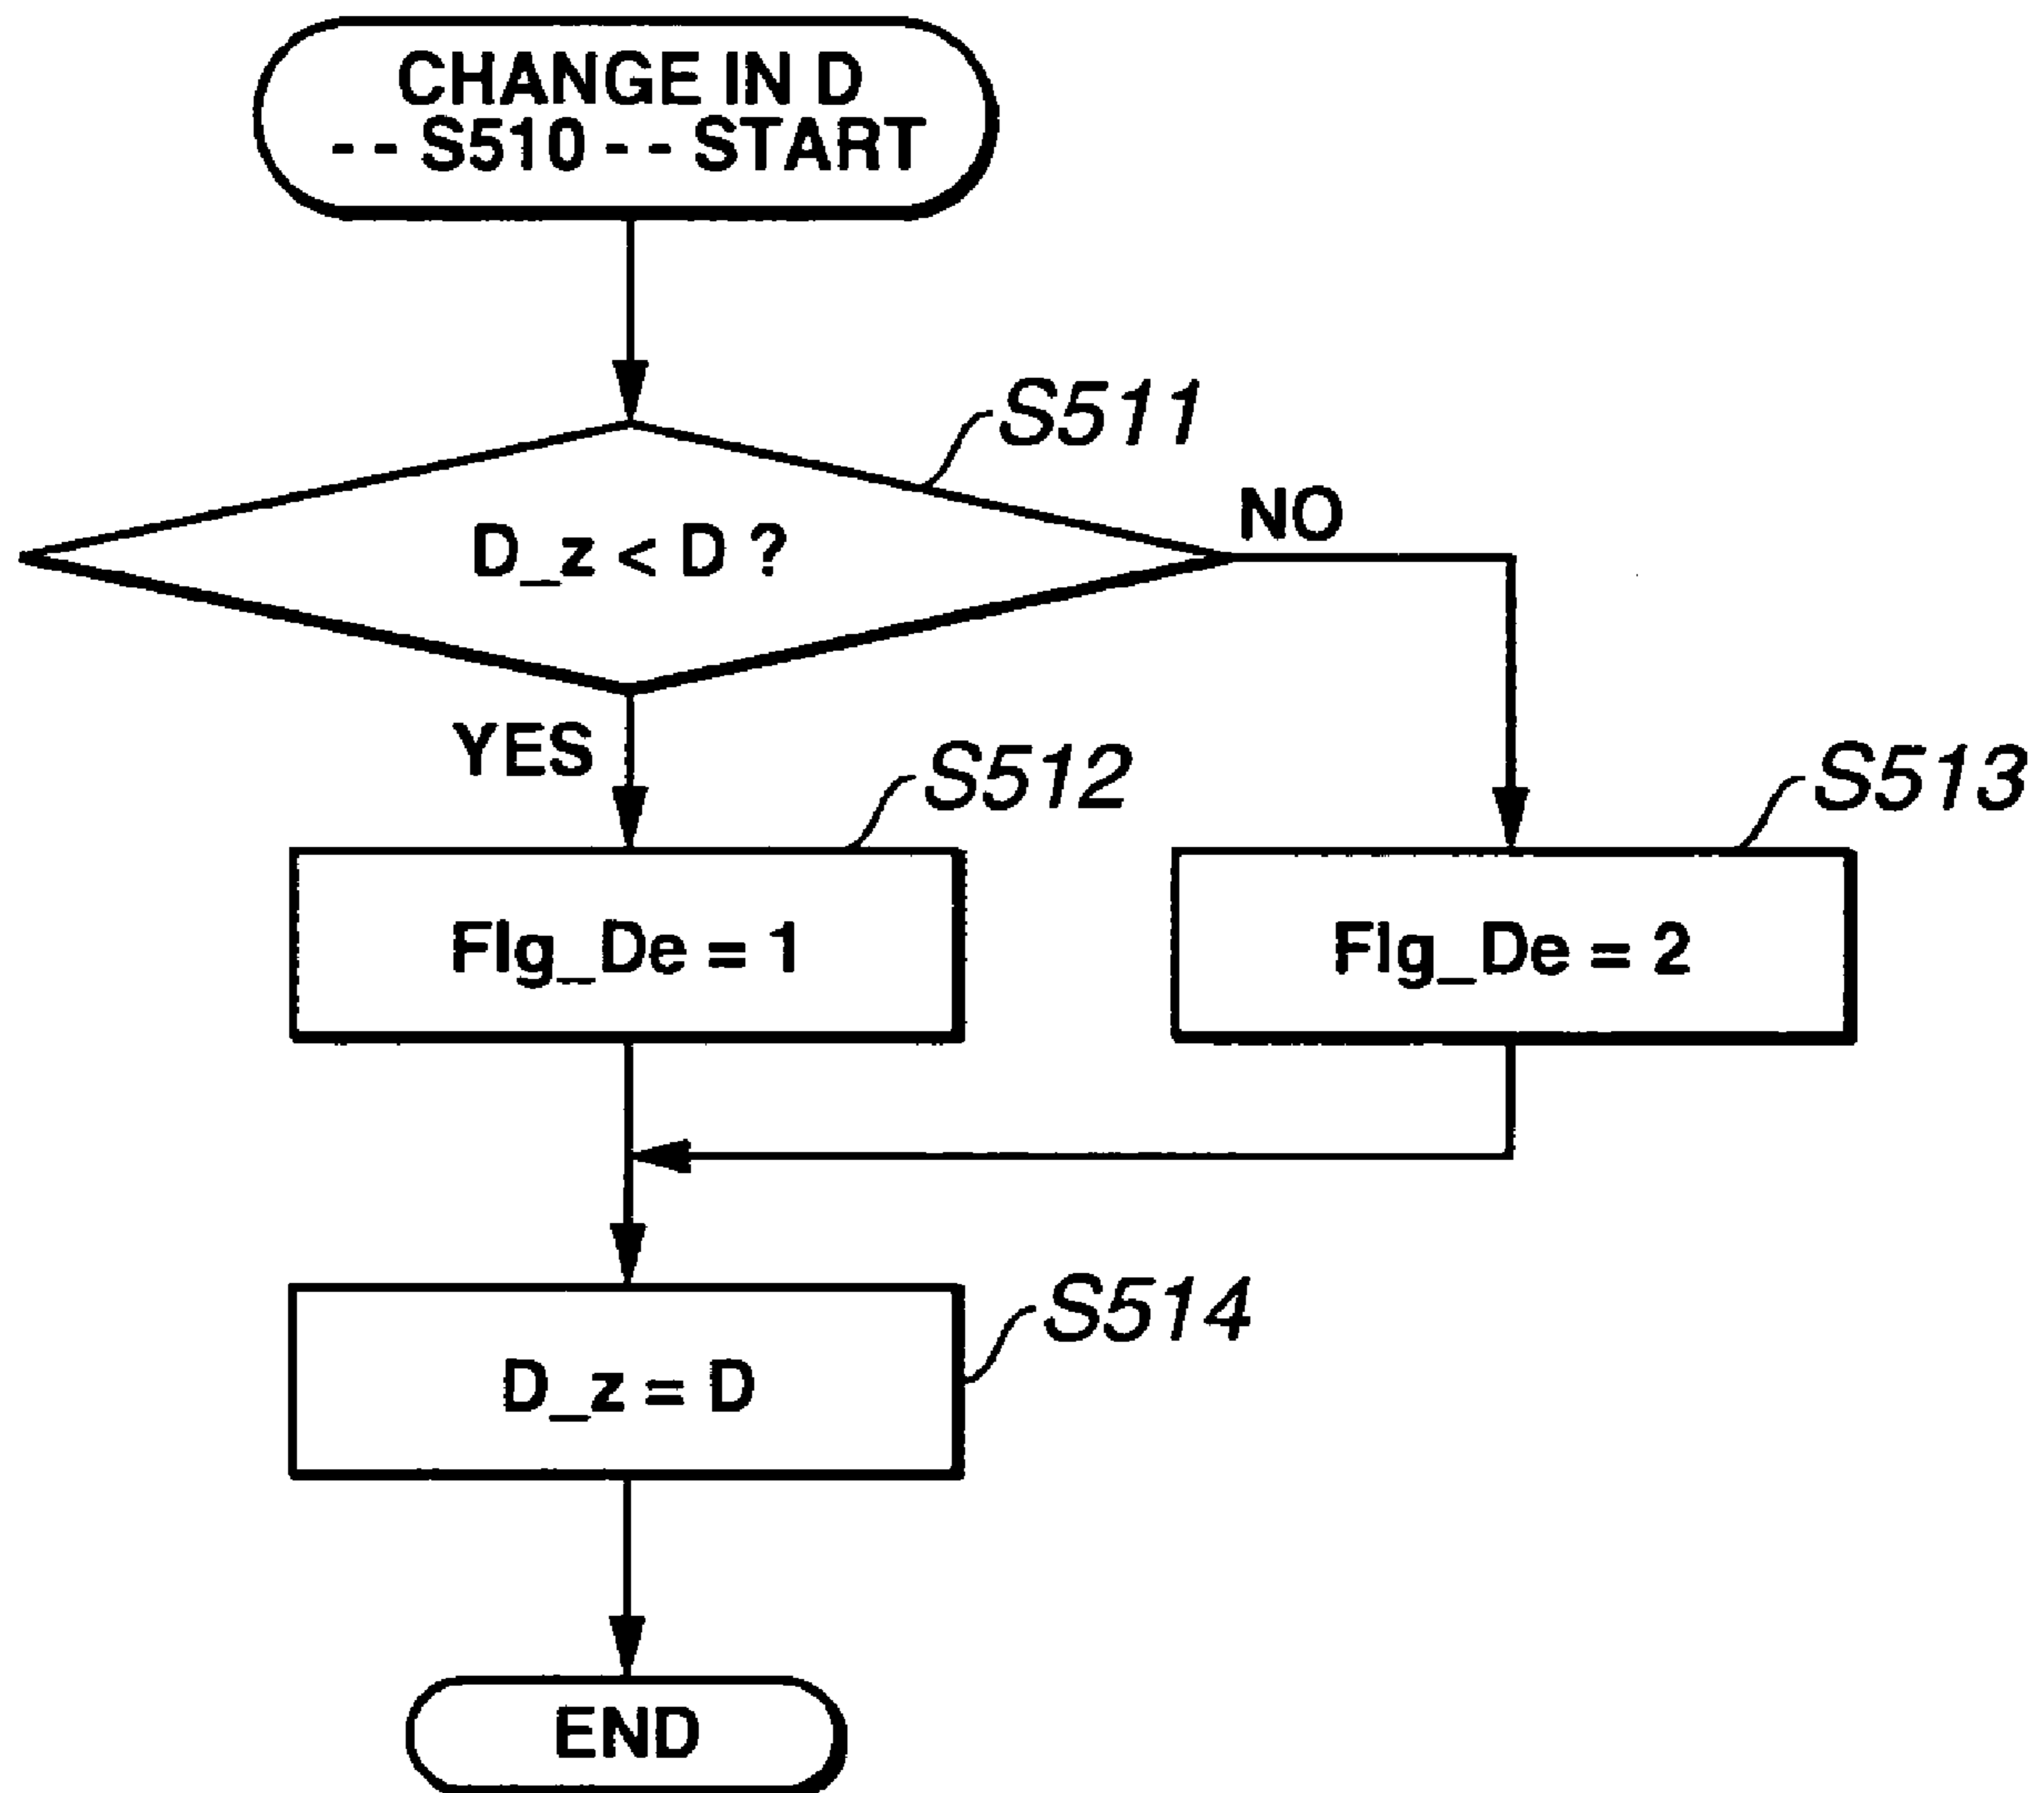 CHANGE IN D
-- S510 -- START
S511
D_z < D ?
NO
YES
S512
S513
Flg_De = 1
Flg_De = 2
S514
D_z = D
END